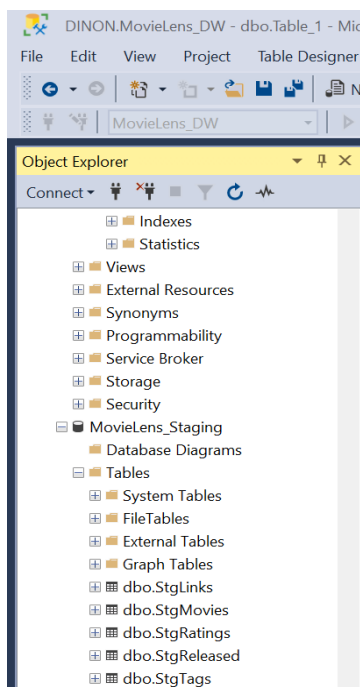 DINON.MovieLens_DW - dbo.Table_1 - Mic
File Edit View Project Table Designer
N
MovieLens_DW
Object Explorer
Connect
Indexes
Statistics
Views
External Resources
Synonyms
Programmability
Service Broker
Storage
Security
MovieLens_Staging
Database Diagrams
Tables
System Tables
FileTables
External Tables
Graph Tables
dbo.StgLinks
dbo.StgMovies
dbo.StgRatings
dbo.StgReleased
dbo.StgTags